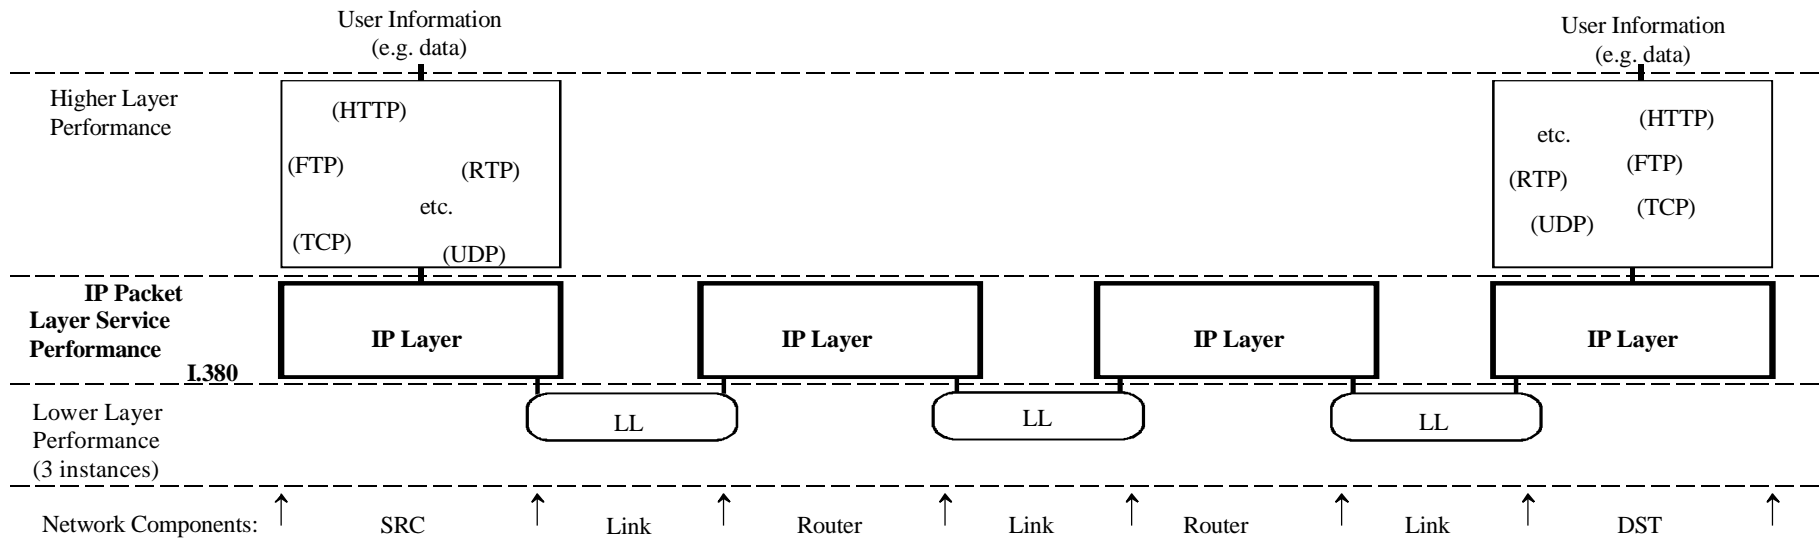 User Information
(e.g. data)
User Information
(e.g. data)
Higher Layer
Performance
(HTTP)
(FTP)
(RTP)
etc.
(TCP)
(UDP)
(HTTP)
etc.
(FTP)
(RTP)
(TCP)
(UDP)
IP Packet
Layer Service
Performance
I.380
IP Layer
IP Layer
IP Layer
IP Layer
Lower Layer
Performance
(3 instances)
LL
LL
LL
Network Components:
SRC
Link
Router
Link
Router
Link
DST